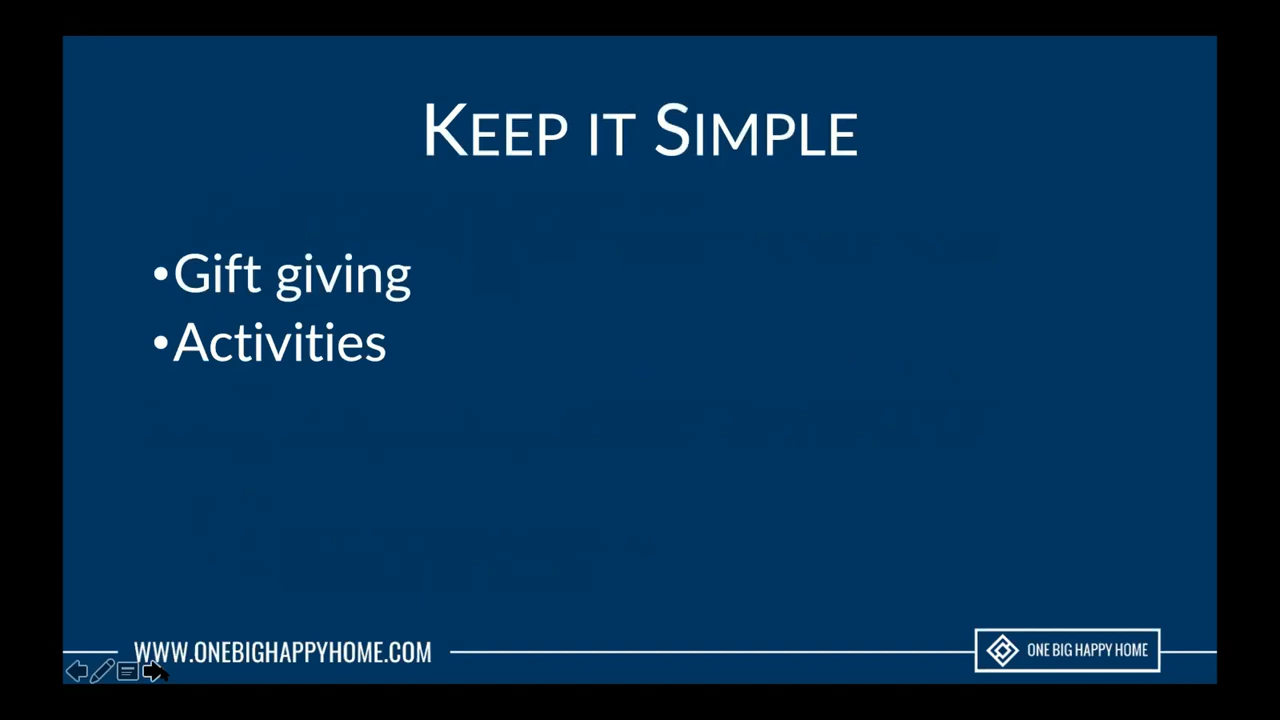 KEEP IT SIMPLE
•Gift giving
•Activities
WWW.ONEBIGHAPPYHOME.COM
ONE BIG HAPPY HOME